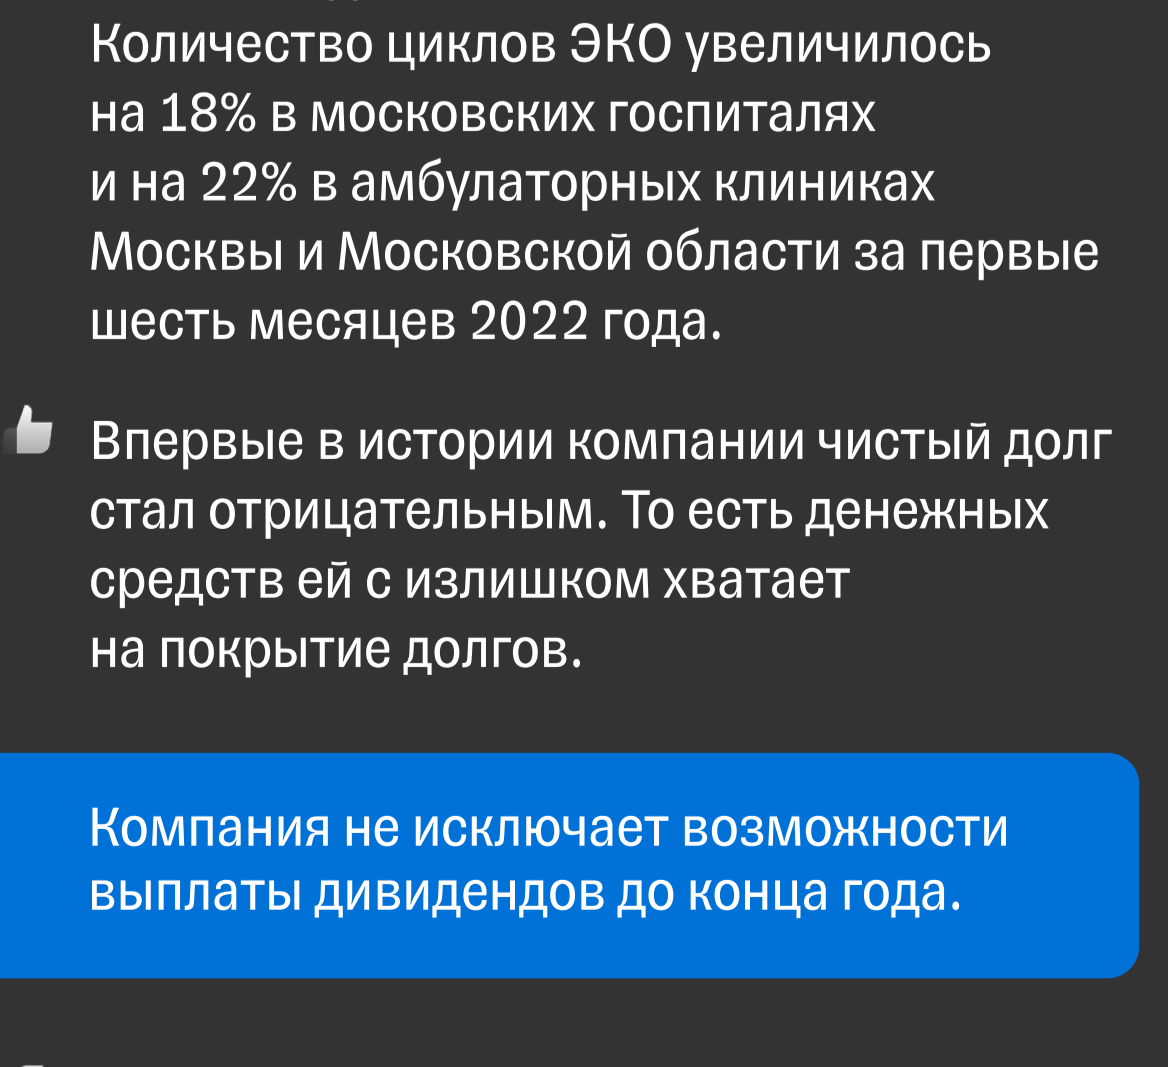 Количество циклов ЭКО увеличилось
на 18% в московских госпиталях
и на 22% в амбулаторных клиниках
Москвы и Московской области за первые
шесть месяцев 2022 года.
Впервые в истории компании чистый долг
стал отрицательным. То есть денежных
средств ей с излишком хватает
на покрытие долгов.
Компания не исключает возможности
выплаты дивидендов до конца года.